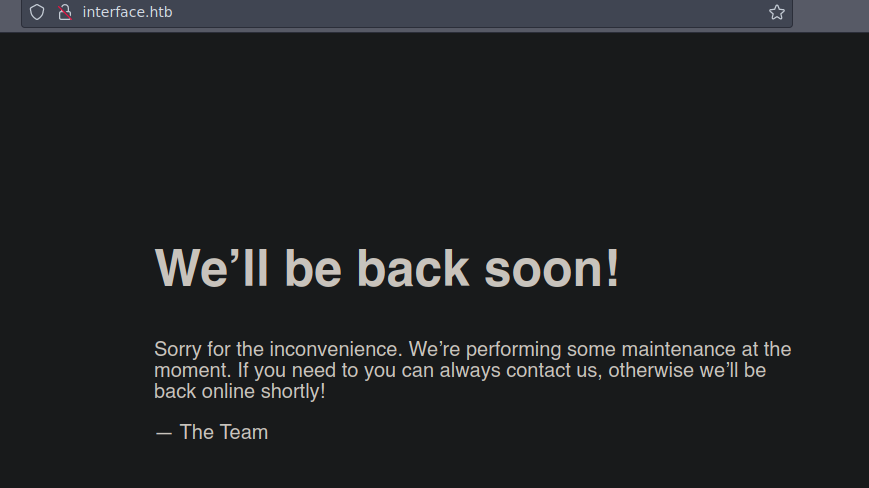 interface.htb
We’ll be back soon!
Sorry for the inconvenience. We’re performing some maintenance at the
moment. If you need to you can always contact us, otherwise we’ll be
back online shortly!
— The Team